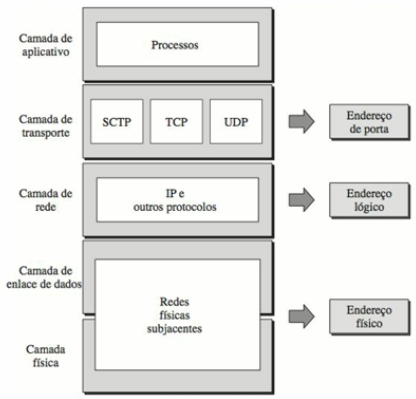 Camada de
aplicativo
Processos
Camada de
transporte
SCTP
TCP
UDP
Endereço
de porta
Camada de
rede
IP e
outros protocolos
Endereço
lógico
Camada de
enlace de dados
Redes
físicas
subjacentes
Endereço
físico
Camada
física